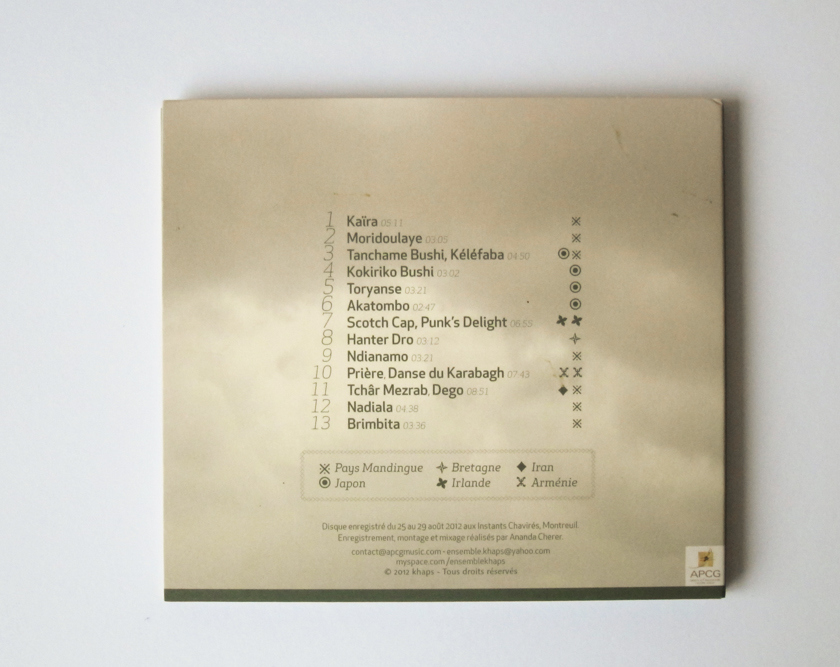 1 Kaïra 05:11
2 Moridoulaye 03:05
3 Tanchame Bushi, Kéléfaba 04:50
4 Kokiriko Bushi 03:02
5 Toryanse 03:21
6 Akatombo 02:47
7 Scotch Cap, Punk's Delight 06:55
8 Hanter Dro 03:12
9 Ndianamo 03:21
10 Prière, Danse du Karabagh 07:43
11 Tchâr Mezrab, Dego 08:51
12 Nadiala 04:38
13 Brimbita 03:36
Pays Mandingue Bretagne Iran
Japon Irlande Arménie
Disque enregistré du 25 au 29 août 2012 aux Instants Chavirés, Montreuil.
Enregistrement, montage et mixage réalisés par Ananda Cherer.
contact@apcgmusic.com - ensemble.khaps@yahoo.com
myspace.com/ensemblekhaps
© 2012 khaps - Tous droits réservés
APCG